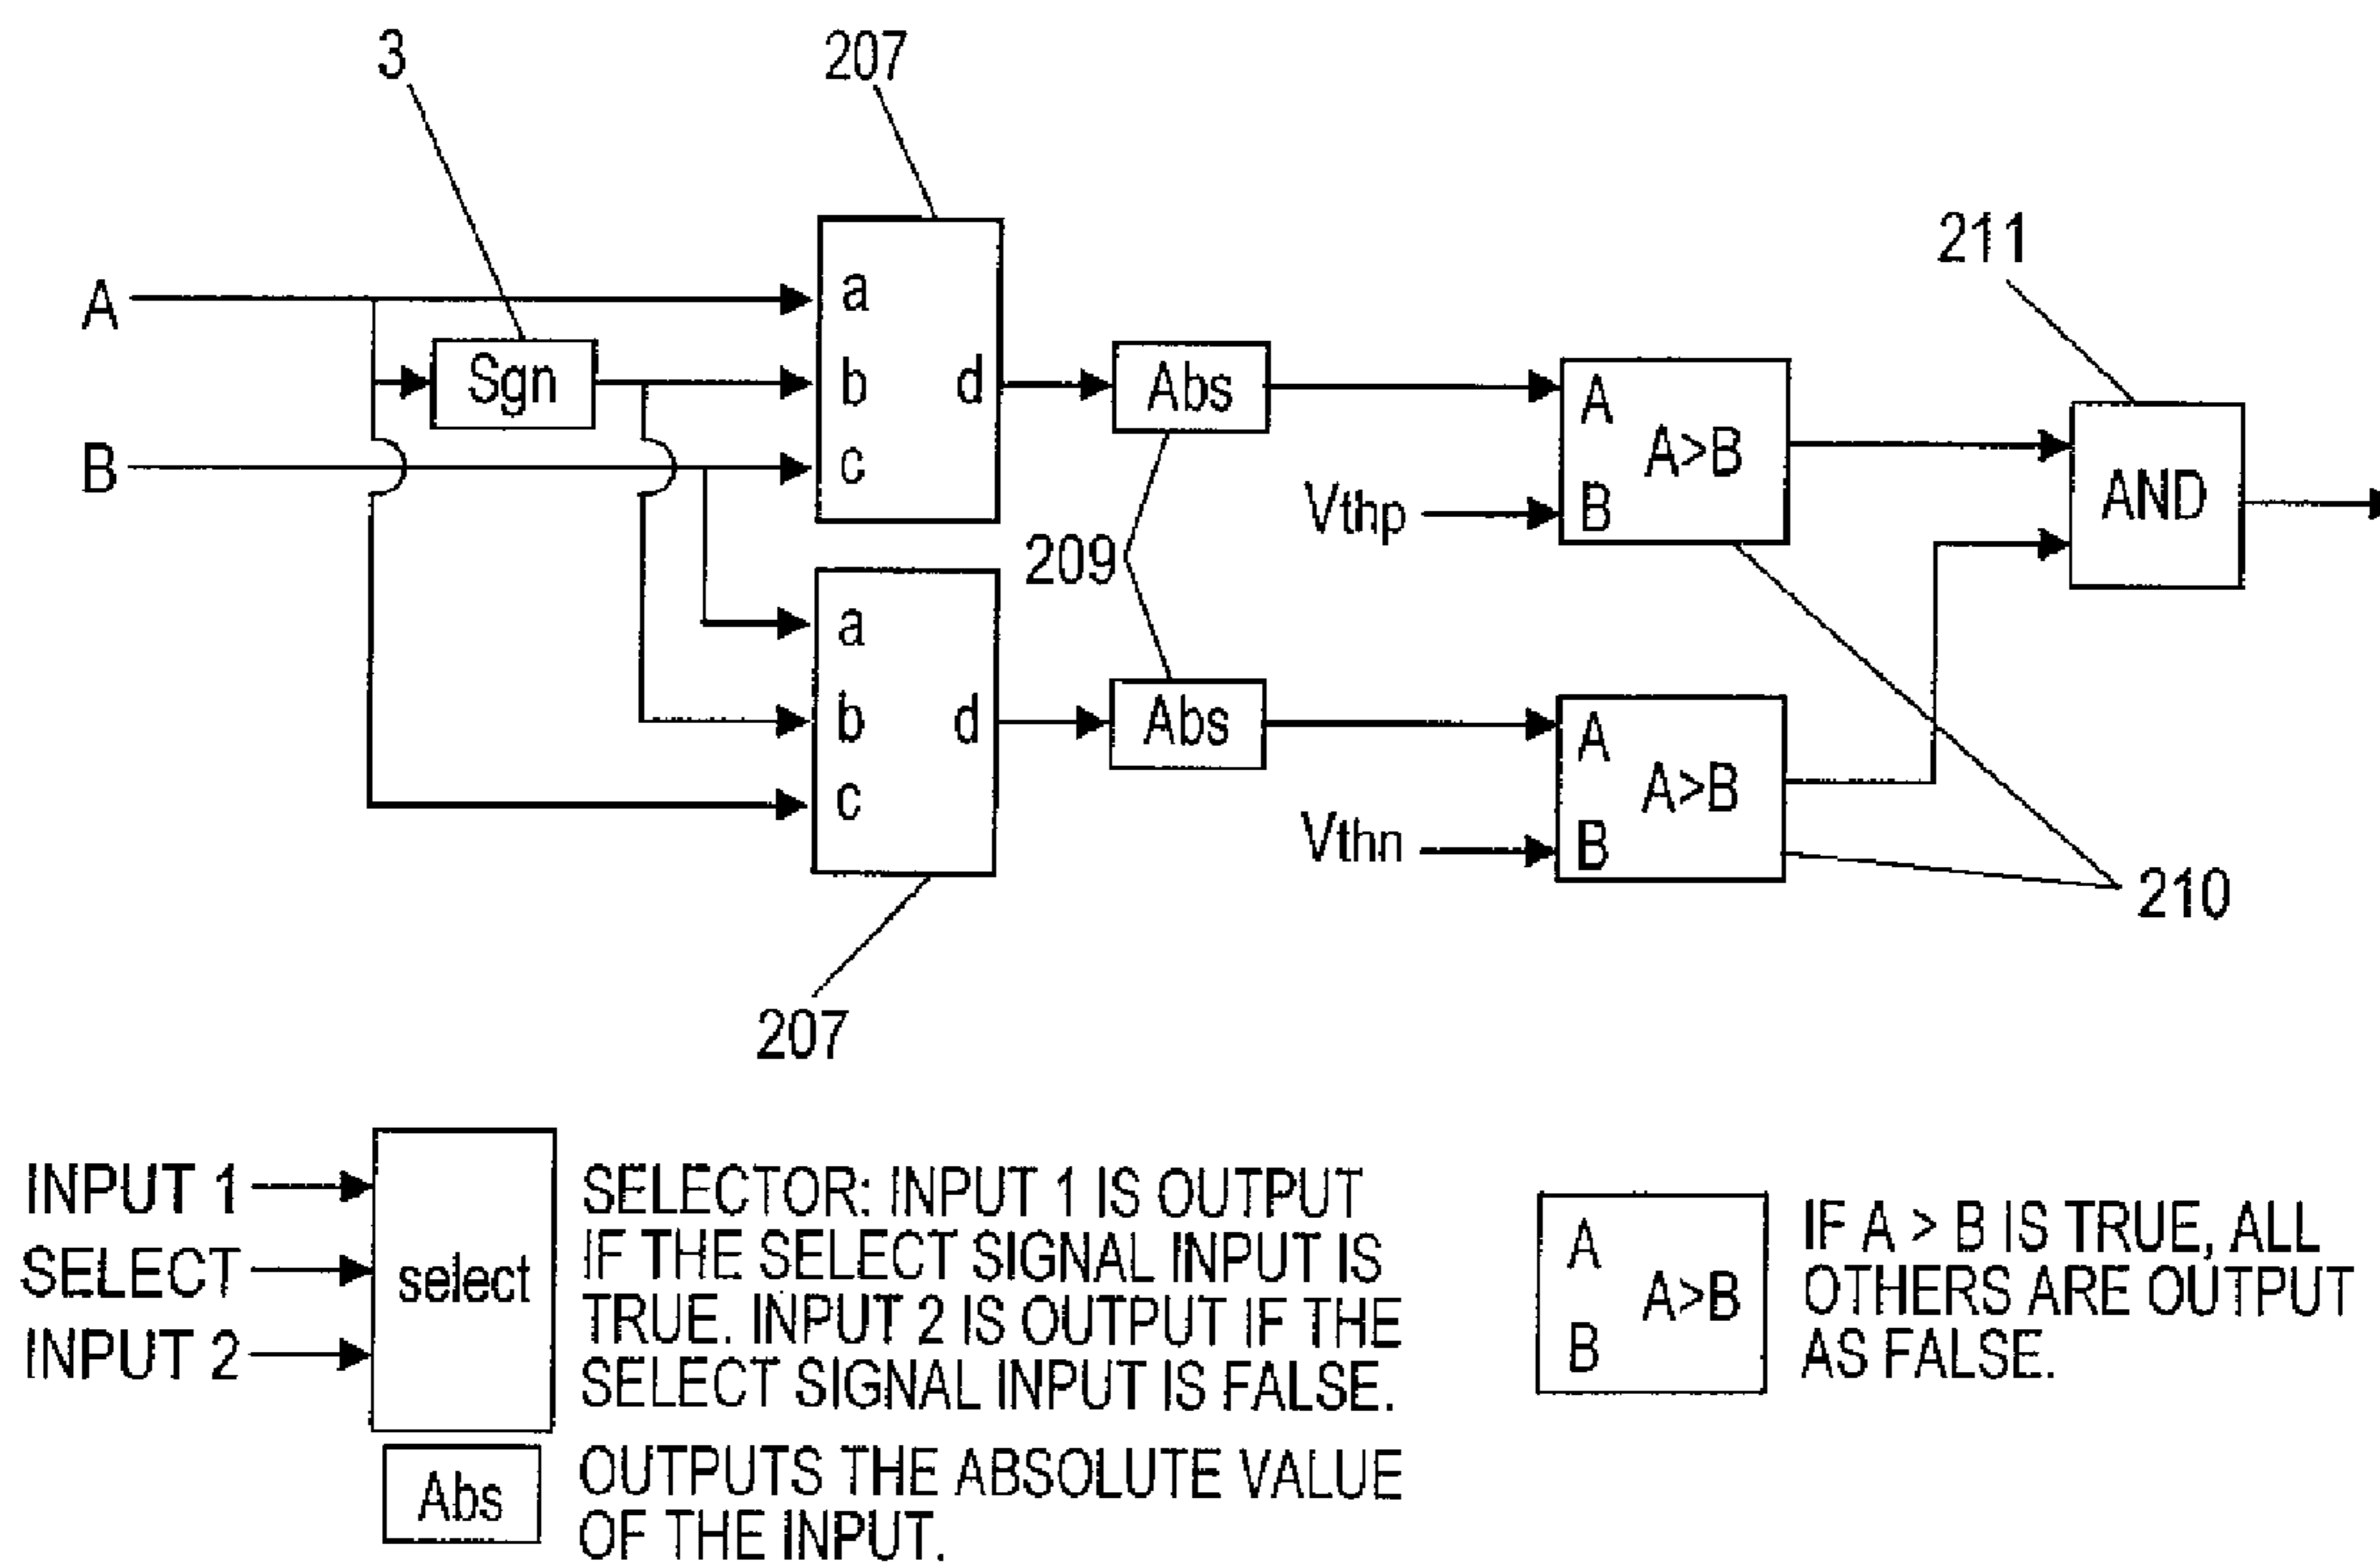 3
207
211
A
a
Sgn
b
d
Abs
A
A>B
B
c
Vthp
B
AND
209
a
b
d
Abs
A
A>B
c
Vthn
B
210
207
INPUT 1
SELECT
INPUT 2
select
SELECTOR: INPUT 1 IS OUTPUT
IF THE SELECT SIGNAL INPUT IS
TRUE. INPUT 2 IS OUTPUT IF THE
SELECT SIGNAL INPUT IS FALSE.
A
A>B
B
IF A > B IS TRUE, ALL
OTHERS ARE OUTPUT
AS FALSE.
Abs
OUTPUTS THE ABSOLUTE VALUE
OF THE INPUT.